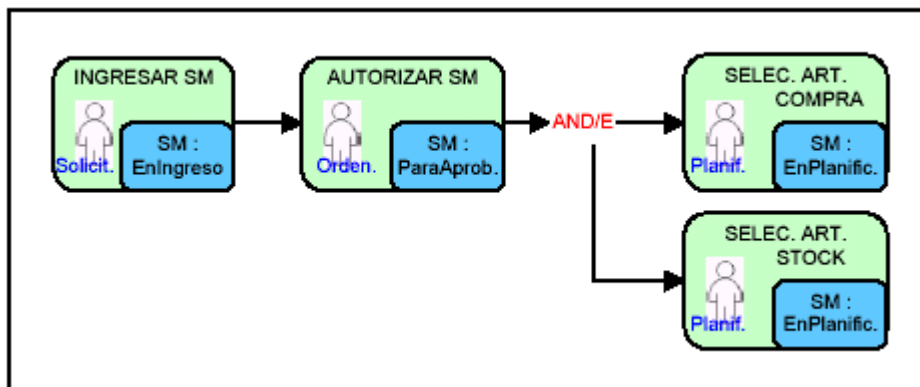 INGRESAR SM
Solicit.
SM :
EnIngreso
AUTORIZAR SM
Orden.
SM :
ParaAprob.
AND/E
SELEC. ART.
COMPRA
Planif.
SM :
EnPlanific.
SELEC. ART.
STOCK
Planif.
SM :
EnPlanific.